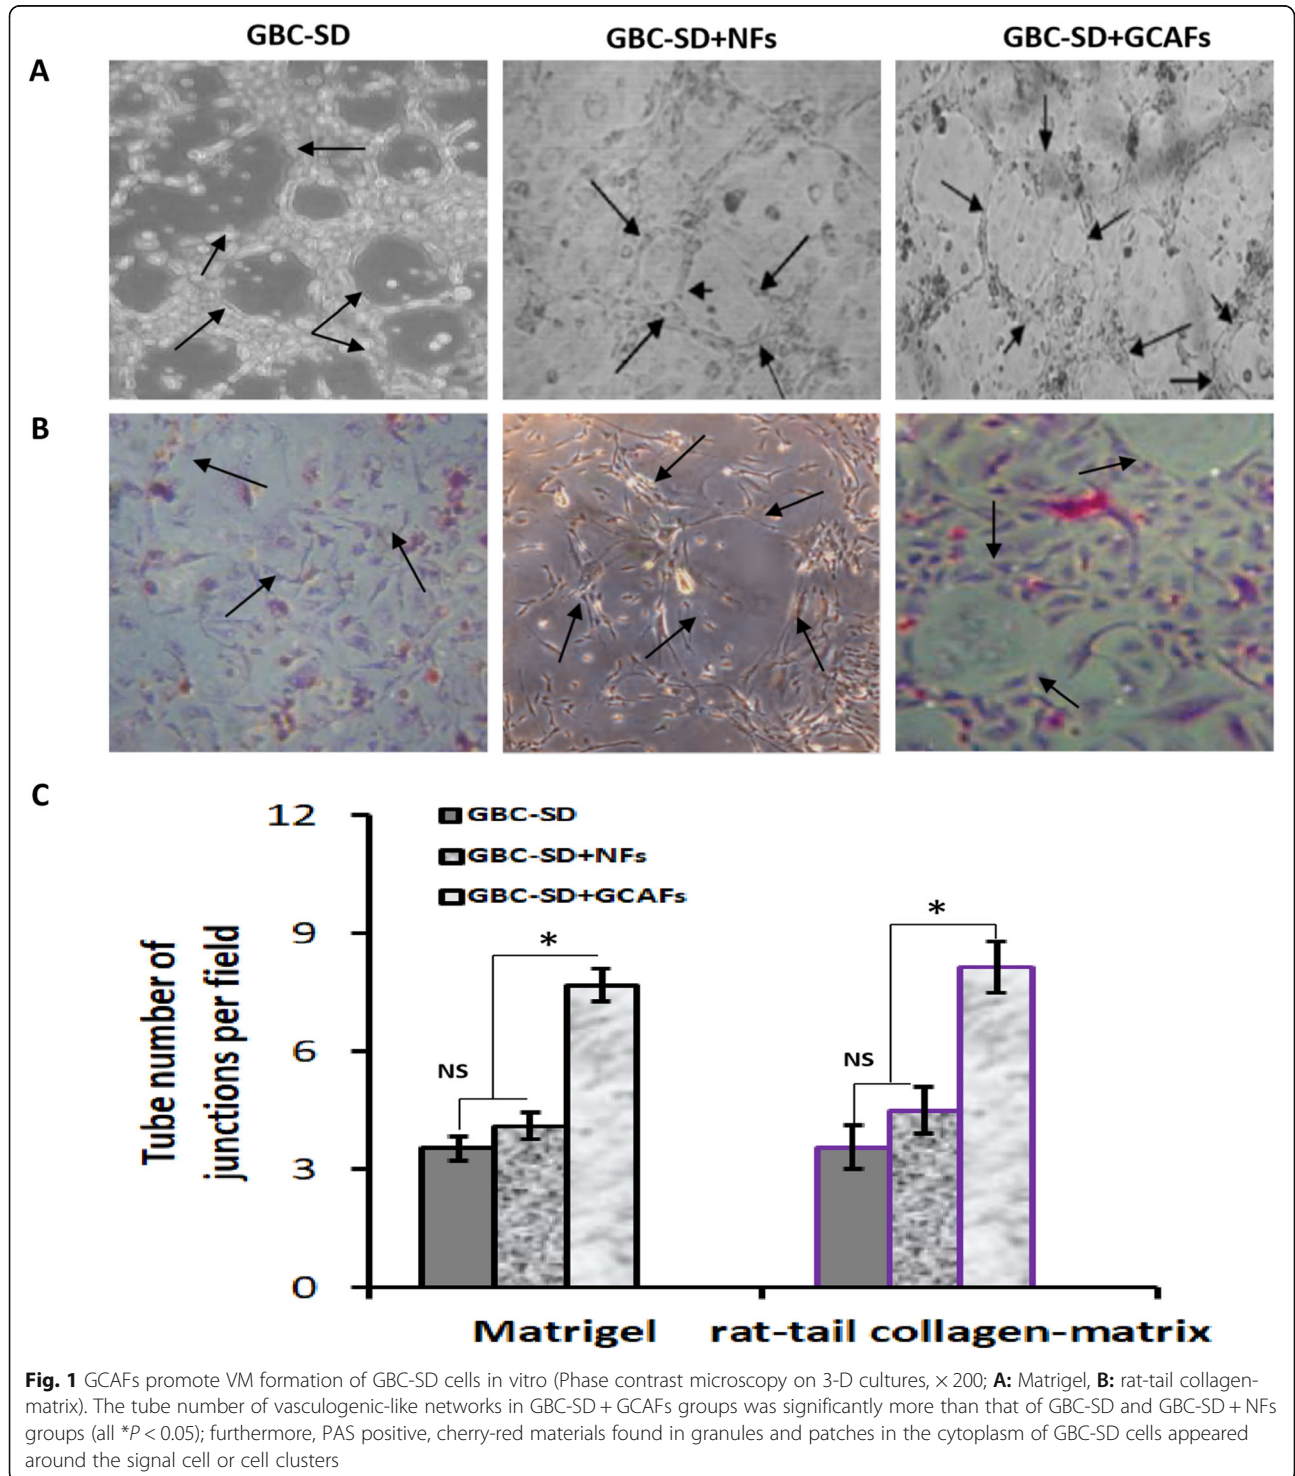 GBC-SD
GBC-SD+NFs
GBC-SD+GCAFs
A
B
C
12
9
6
3
0
Tube number of
junctions per field
GBC-SD
GBC-SD+NFs
GBC-SD+GCAFs
NS
*
NS
*
Matrigel
rat-tail collagen-matrix
Fig. 1 GCAFs promote VM formation of GBC-SD cells in vitro (Phase contrast microscopy on 3-D cultures, × 200; A: Matrigel, B: rat-tail collagen-
matrix). The tube number of vasculogenic-like networks in GBC-SD + GCAFs groups was significantly more than that of GBC-SD and GBC-SD + NFs
groups (all *P < 0.05); furthermore, PAS positive, cherry-red materials found in granules and patches in the cytoplasm of GBC-SD cells appeared
around the signal cell or cell clusters